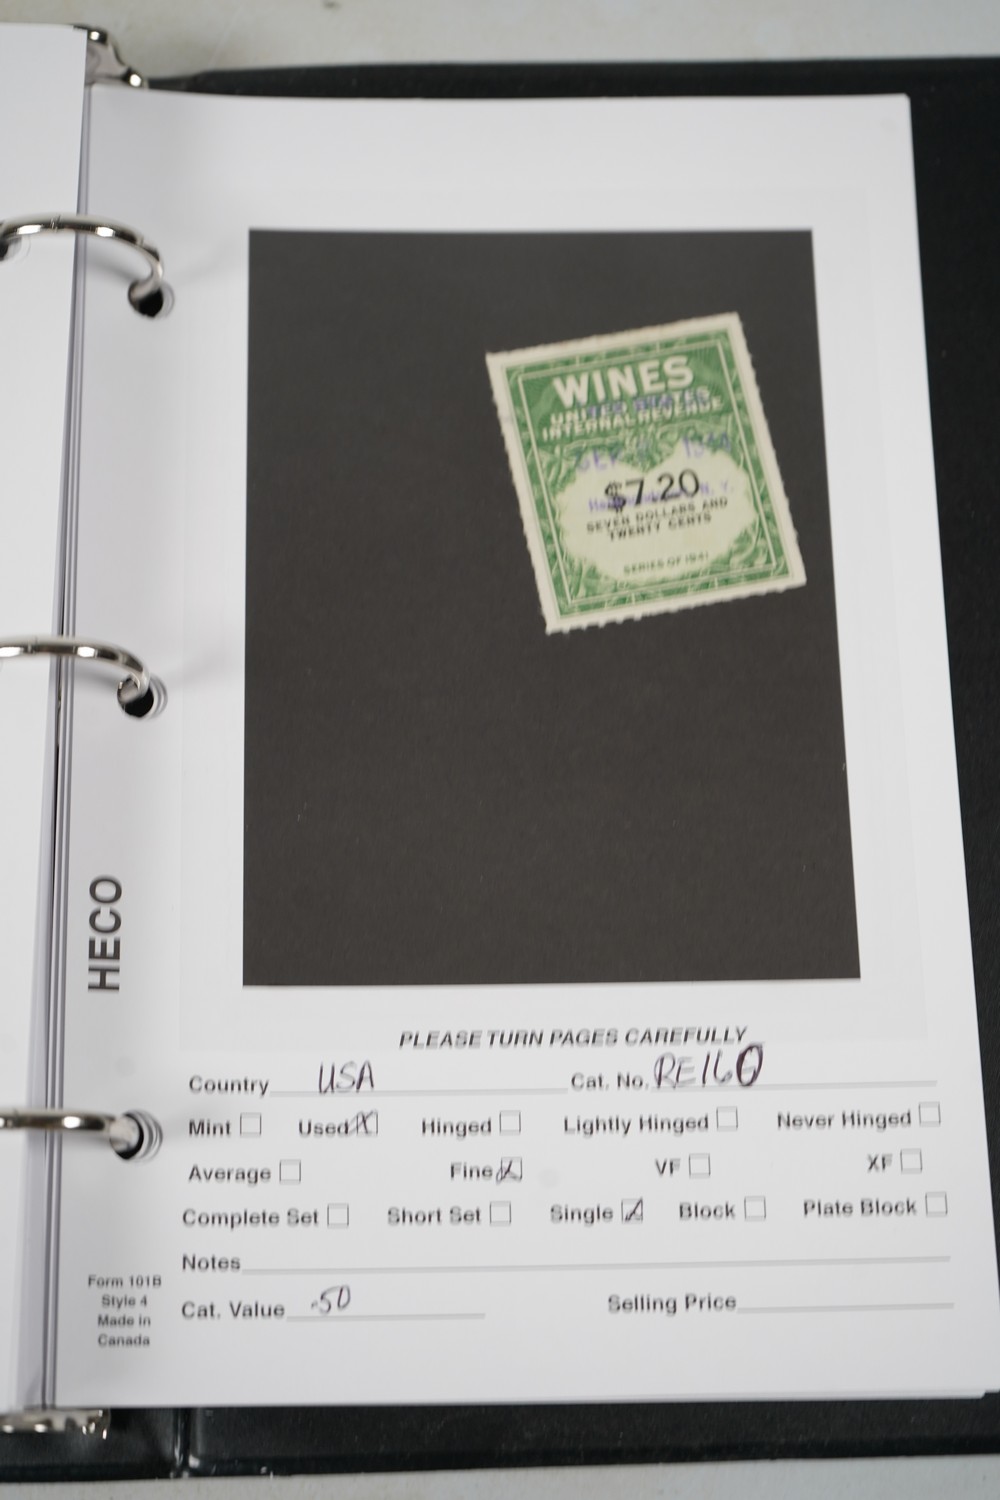 WINES
UNITED STATES
INTERNAL REVENUE
SEP 1944
$7.20
N. Y.
SEVEN DOLLARS AND
TWENTY CENTS
SERIES OF 1941
HECO
PLEASE TURN PAGES CAREFULLY
Country USA Cat. No. RE160
Mint Used X Hinged Lightly Hinged Never Hinged
Average Fine X VF XF
Complete Set Short Set Single Block Plate Block
Notes
Cat. Value .50 Selling Price
Form 101B
Style 4
Made in
Canada